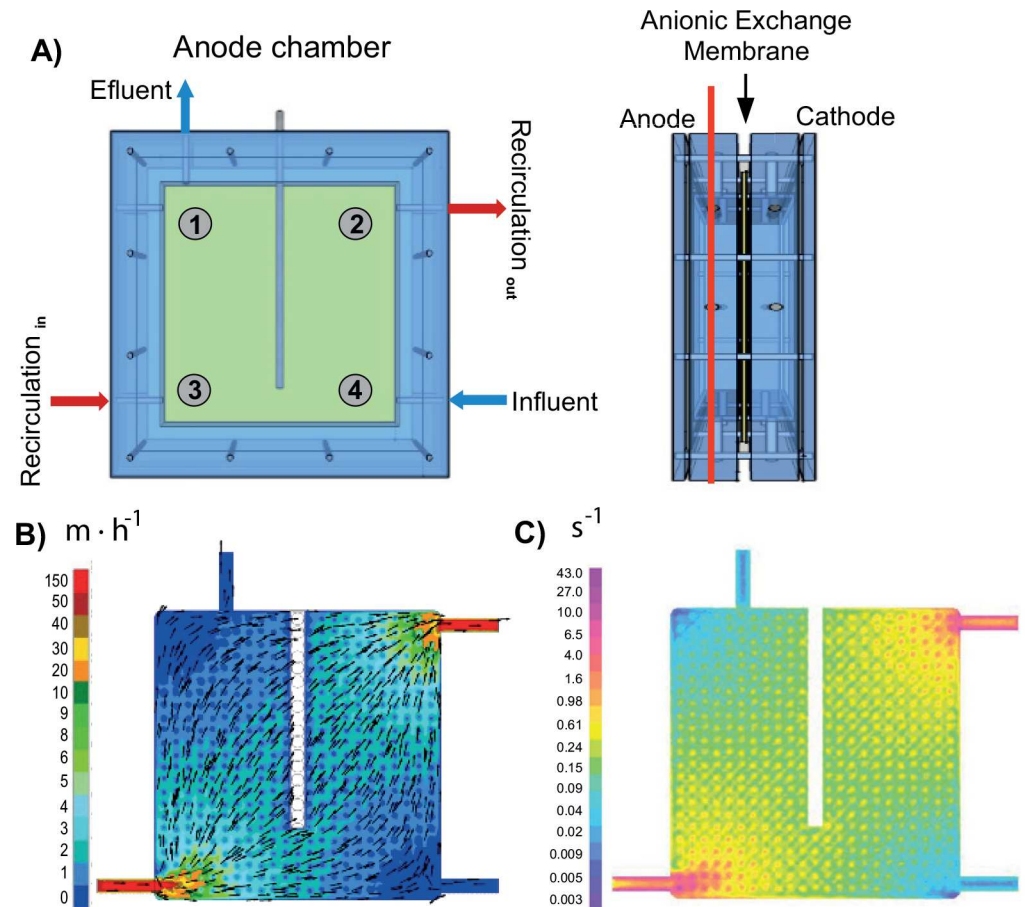 A)
Anode chamber
Efluent
Recirculation out
Recirculation in
Influent
1
2
3
4
Anionic Exchange
Membrane
Anode
Cathode
B) m · h-1
150
50
40
30
20
10
9
8
6
5
4
3
2
1
0
C) s-1
43.0
27.0
10.0
6.5
4.0
1.6
0.98
0.61
0.24
0.15
0.09
0.04
0.02
0.009
0.005
0.003